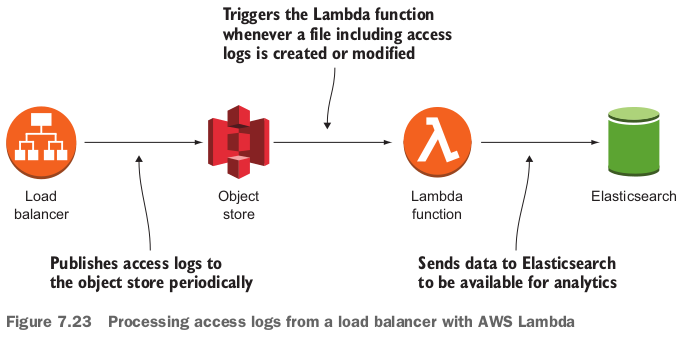 Triggers the Lambda function
whenever a file including access
logs is created or modified
Load
balancer
Object
store
Lambda
function
Elasticsearch
Publishes access logs to
the object store periodically
Sends data to Elasticsearch
to be available for analytics
Figure 7.23 Processing access logs from a load balancer with AWS Lambda